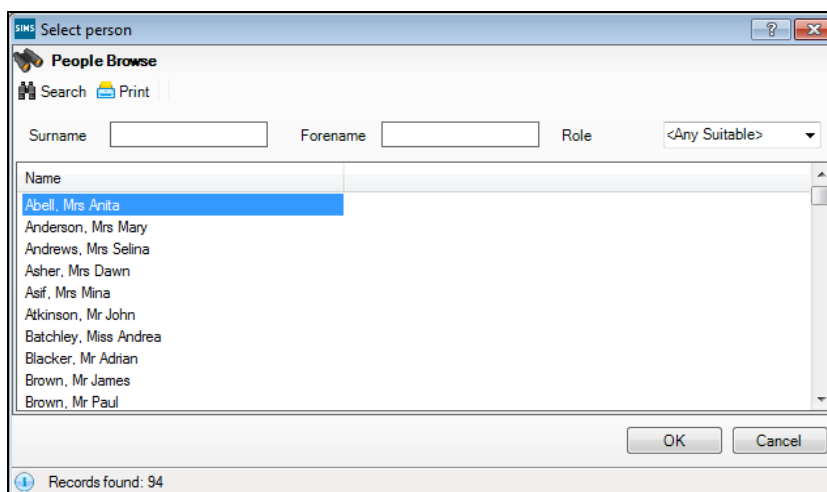 SIMS Select person
People Browse
Search Print
Surname Forename Role <Any Suitable>
Name
Abell, Mrs Anita
Anderson, Mrs Mary
Andrews, Mrs Selina
Asher, Mrs Dawn
Asif, Mrs Mina
Atkinson, Mr John
Batchley, Miss Andrea
Blacker, Mr Adrian
Brown, Mr James
Brown, Mr Paul
OK Cancel
Records found: 94